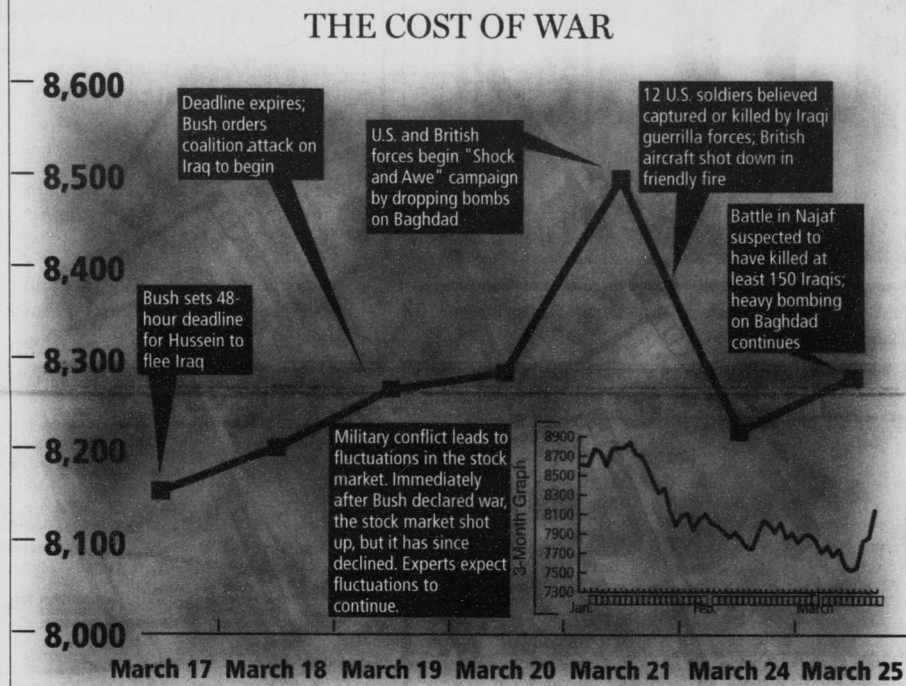 THE COST OF WAR
8,600
8,500
8,400
8,300
8,200
8,100
8,000
Bush sets 48-
hour deadline
for Hussein to
flee Iraq
Deadline expires;
Bush orders
coalition attack on
Iraq to begin
U.S. and British
forces begin "Shock
and Awe" campaign
by dropping bombs
on Baghdad
12 U.S. soldiers believed
captured or killed by Iraqi
guerrilla forces; British
aircraft shot down in
friendly fire
Battle in Najaf
suspected to
have killed at
least 150 Iraqis;
heavy bombing
on Baghdad
continues
Military conflict leads to
fluctuations in the stock
market. Immediately
after Bush declared war,
the stock market shot
up, but it has since
declined. Experts expect
fluctuations to
continue.
3-Month Graph
8900
8700
8500
8300
8100
7900
7700
7500
7300
Jan. Feb. March
March 17 March 18 March 19 March 20 March 21 March 24 March 25